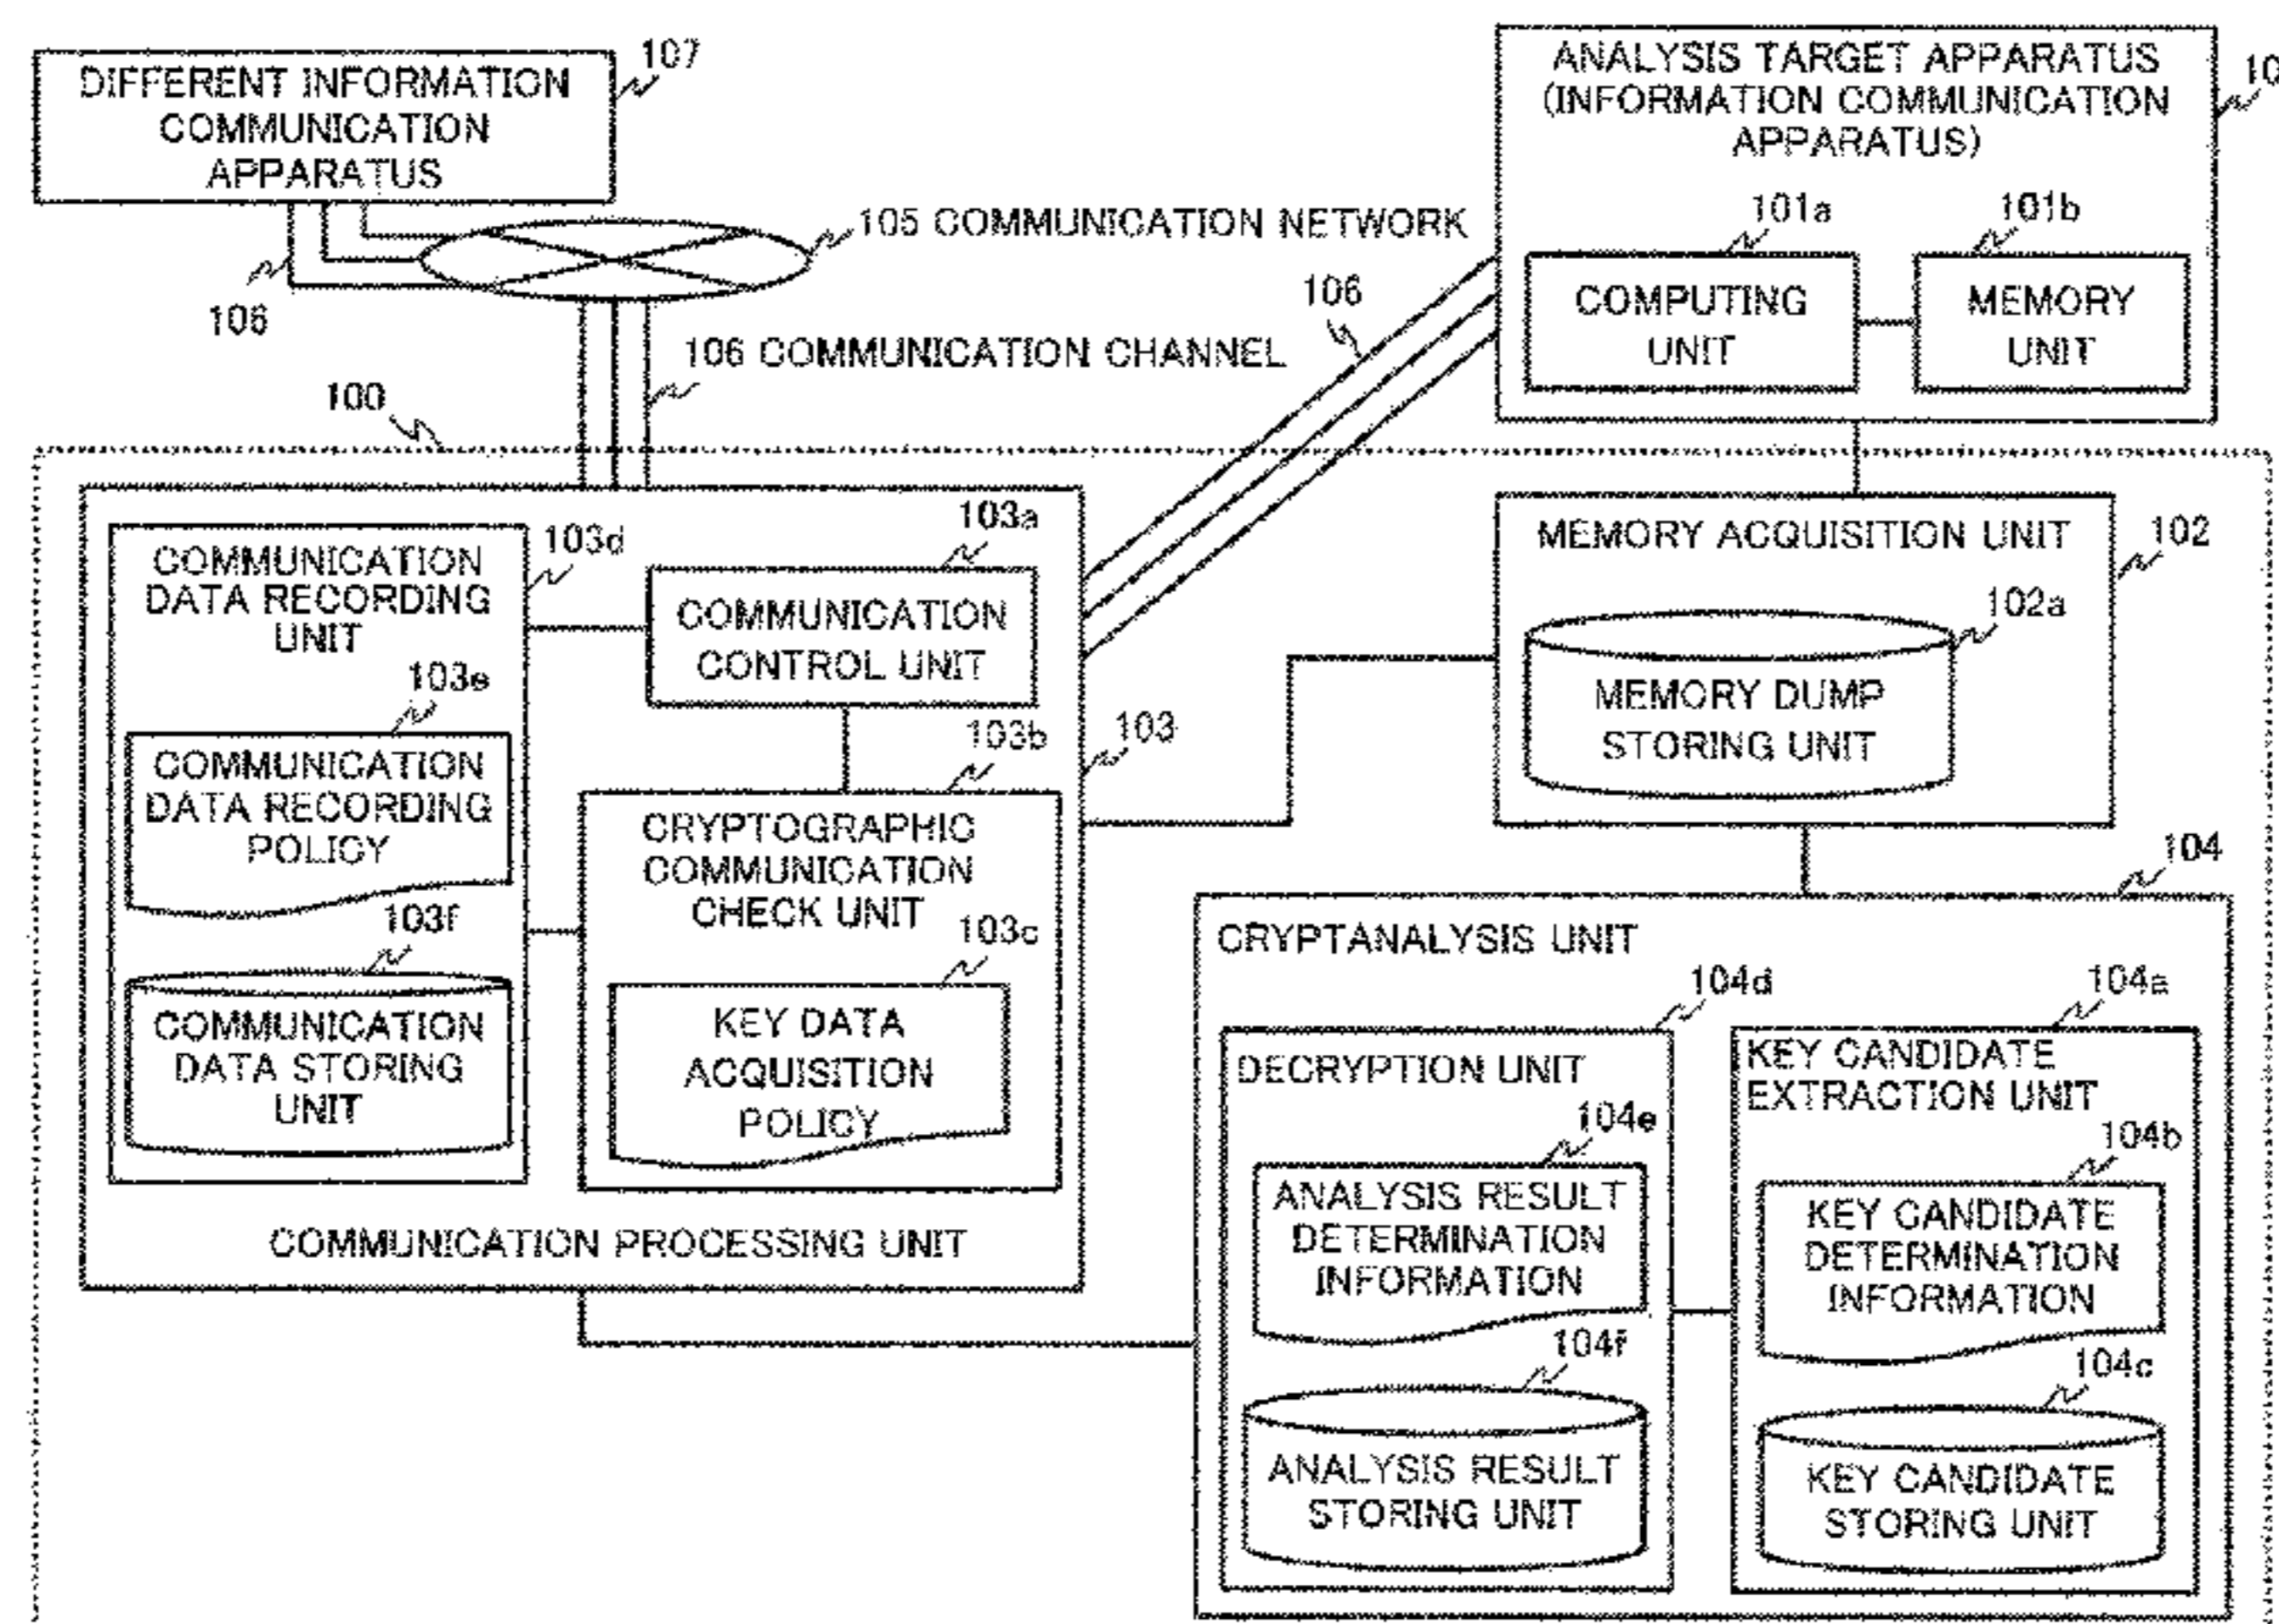 DIFFERENT INFORMATION
COMMUNICATION
APPARATUS
107
105 COMMUNICATION NETWORK
106
106 COMMUNICATION CHANNEL
106
100
ANALYSIS TARGET APPARATUS
(INFORMATION COMMUNICATION
APPARATUS)
10
101a
101b
COMPUTING
UNIT
MEMORY
UNIT
COMMUNICATION
DATA RECORDING
UNIT
103d
103a
COMMUNICATION
CONTROL UNIT
103e
COMMUNICATION
DATA RECORDING
POLICY
103f
COMMUNICATION
DATA STORING
UNIT
103b
103
CRYPTOGRAPHIC
COMMUNICATION
CHECK UNIT
103c
KEY DATA
ACQUISITION
POLICY
COMMUNICATION PROCESSING UNIT
MEMORY ACQUISITION UNIT
102
102a
MEMORY DUMP
STORING UNIT
104
CRYPTANALYSIS UNIT
104d
DECRYPTION UNIT
104e
ANALYSIS RESULT
DETERMINATION
INFORMATION
104f
ANALYSIS RESULT
STORING UNIT
104a
KEY CANDIDATE
EXTRACTION UNIT
104b
KEY CANDIDATE
DETERMINATION
INFORMATION
104c
KEY CANDIDATE
STORING UNIT